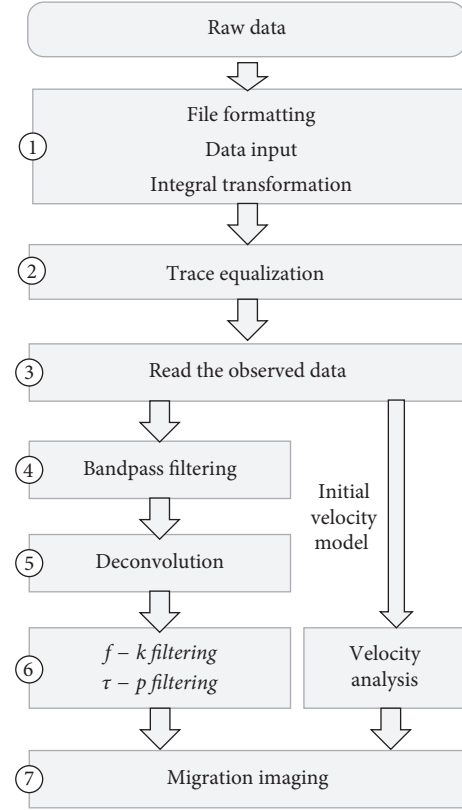 Raw data
1
File formatting
Data input
Integral transformation
2
Trace equalization
3
Read the observed data
4
Bandpass filtering
Initial
velocity
model
5
Deconvolution
6
f – k filtering
τ – p filtering
Velocity
analysis
7
Migration imaging